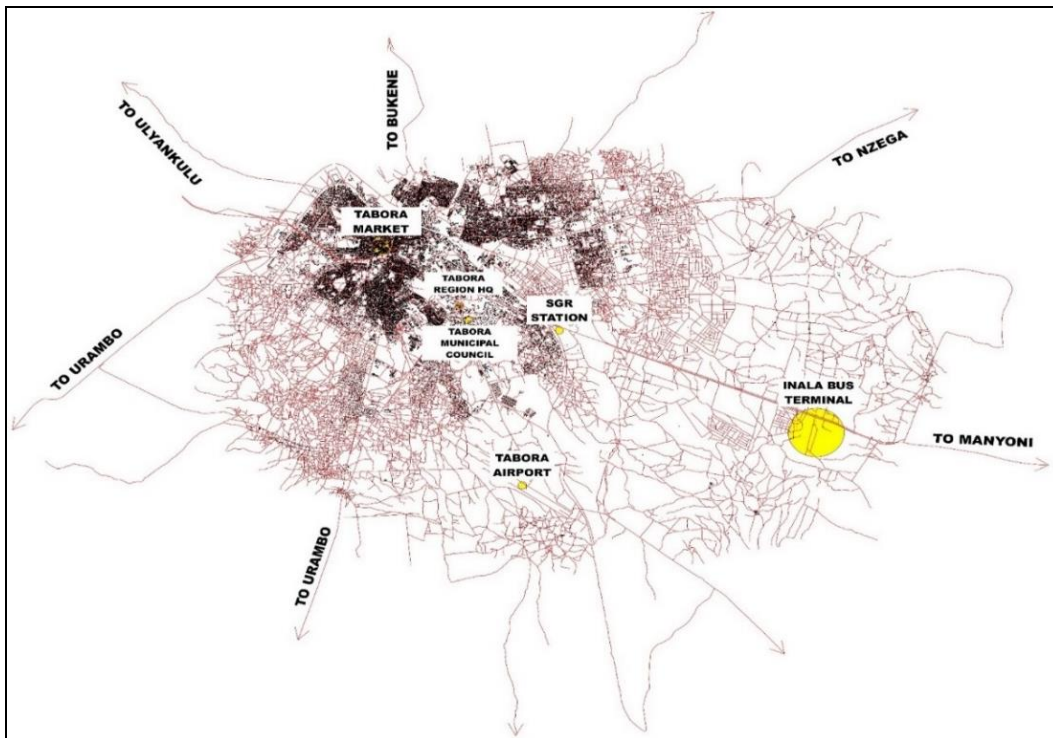 TO BUKENE
TO ULYANKULU
TO NZEGA
TABORA
MARKET
TABORA
REGION HQ
SGR
STATION
TABORA
MUNICIPAL
COUNCIL
TO URAMBO
INALA BUS
TERMINAL
TO MANYONI
TABORA
AIRPORT
TO URAMBO